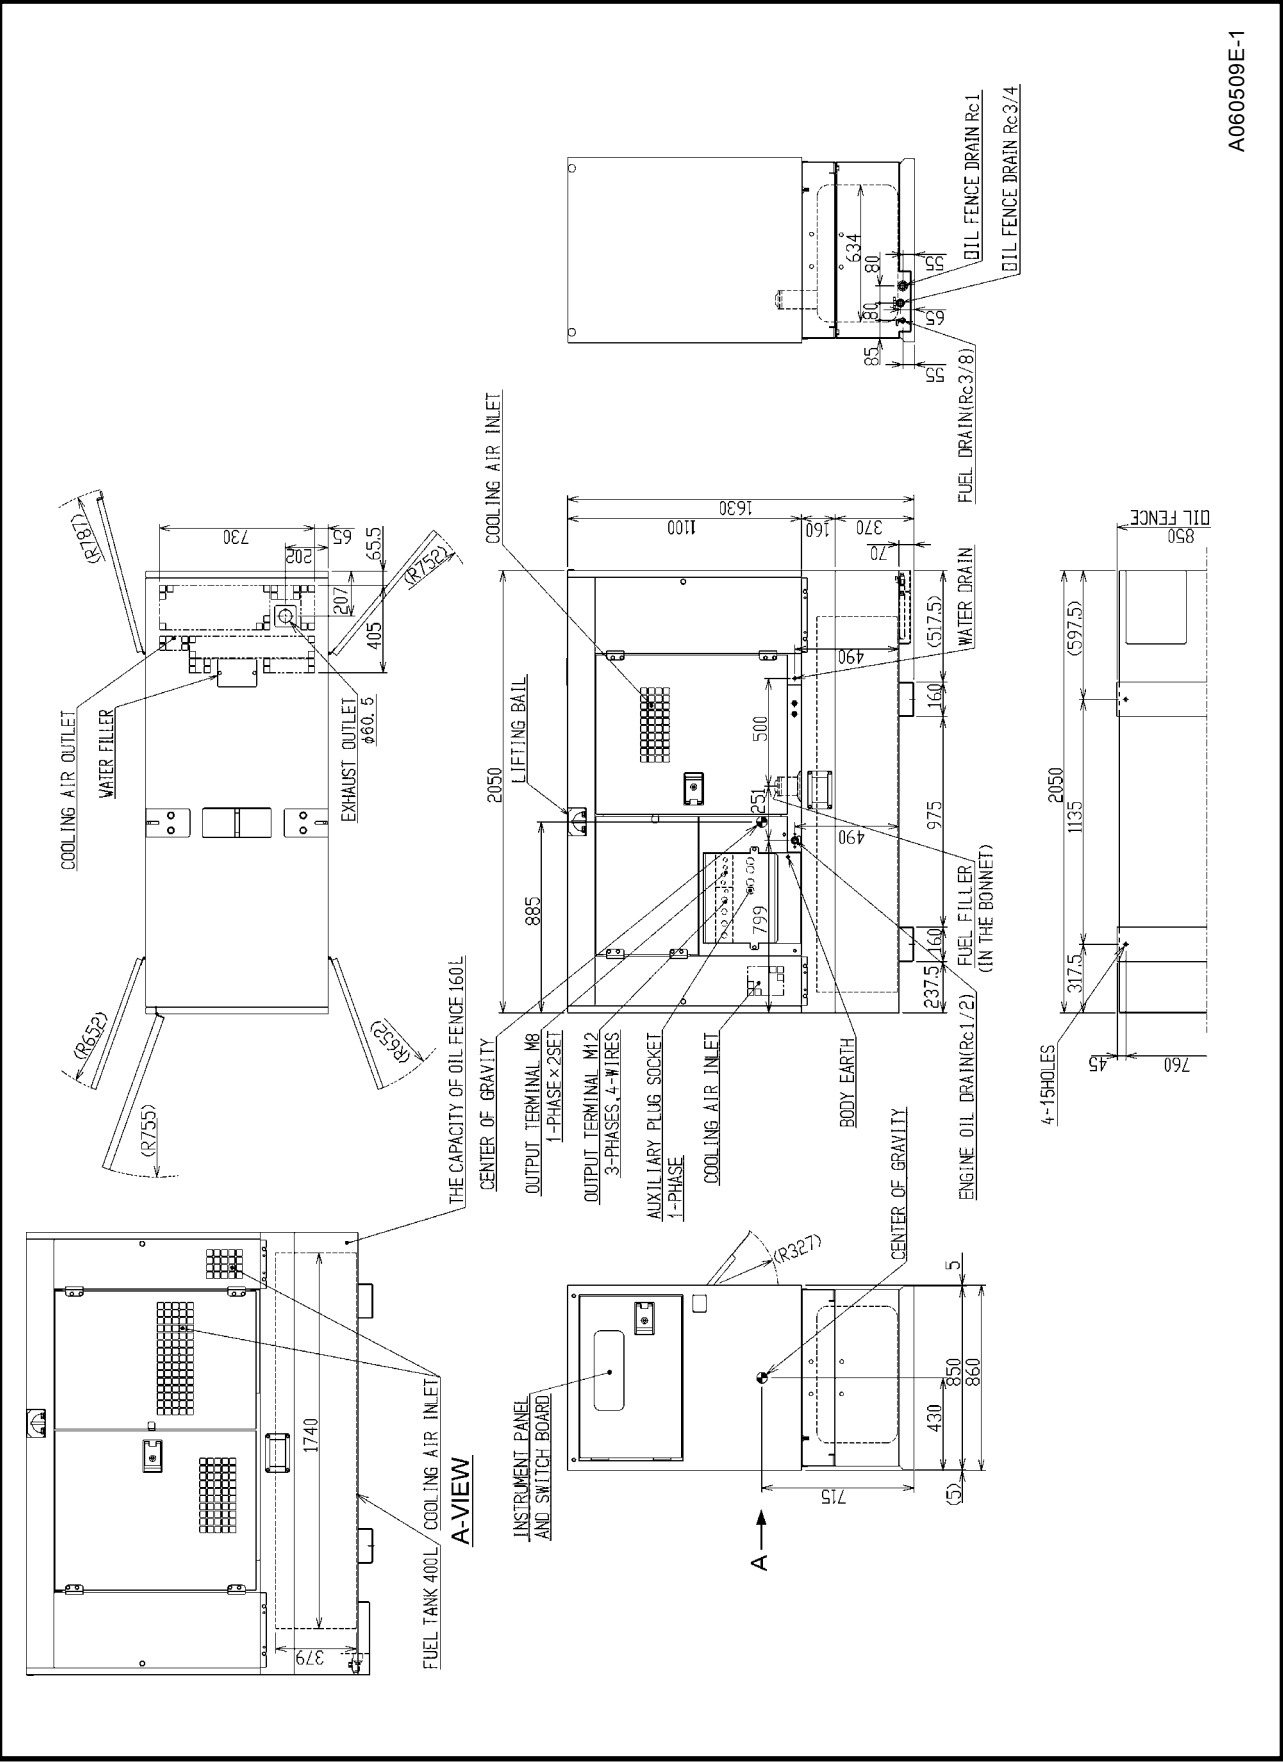 A060509E-1
COOLING AIR OUTLET
WATER FILLER
EXHAUST OUTLET
φ60.5
(R787)
(R752)
(R652)
(R652)
(R755)
730
202
65
65.5
207
405
OIL FENCE DRAIN Rc1
OIL FENCE DRAIN Rc3/4
FUEL DRAIN(Rc3/8)
634
80
80
85
55
65
55
COOLING AIR INLET
LIFTING BAIL
WATER DRAIN
2050
885
1630
1100
160
370
70
(517.5)
490
160
500
251
490
975
799
160
237.5
FUEL FILLER
(IN THE BONNET)
CENTER OF GRAVITY
OUTPUT TERMINAL M8
1-PHASE×2SET
OUTPUT TERMINAL M12
3-PHASES,4-WIRES
AUXILIARY PLUG SOCKET
1-PHASE
COOLING AIR INLET
BODY EARTH
ENGINE OIL DRAIN(Rc1/2)
OIL FENCE
850
2050
(597.5)
1135
317.5
4-15HOLES
45
760
THE CAPACITY OF OIL FENCE 160L
1740
379
FUEL TANK 400L
COOLING AIR INLET
A-VIEW
INSTRUMENT PANEL
AND SWITCH BOARD
(R327)
CENTER OF GRAVITY
A
715
430
850
860
5
(5)